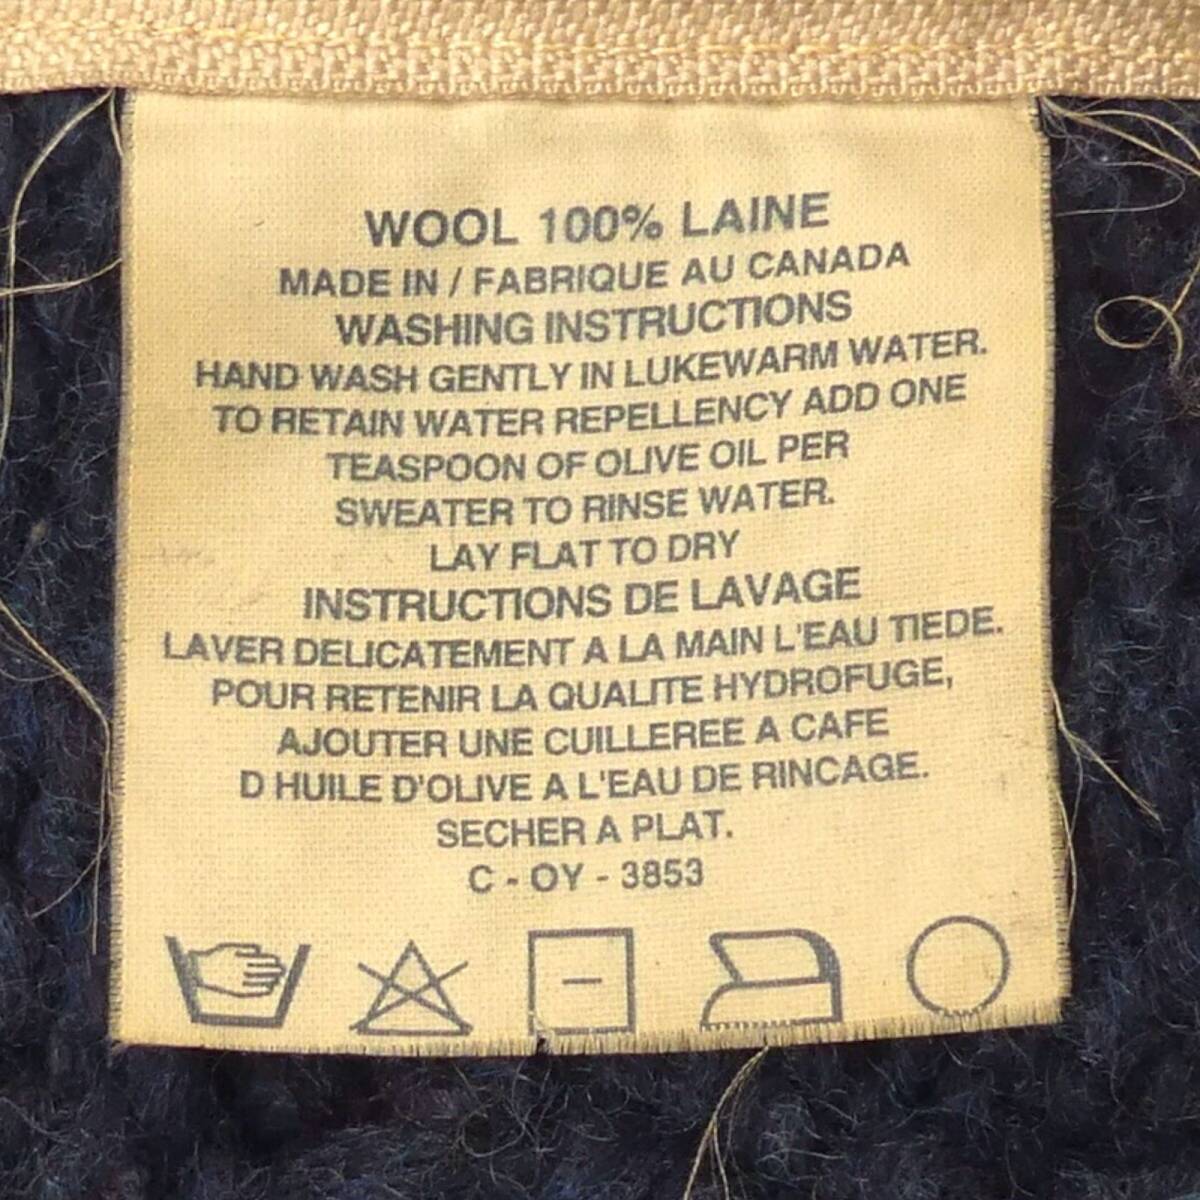 WOOL 100% LAINE
MADE IN / FABRIQUE AU CANADA
WASHING INSTRUCTIONS
HAND WASH GENTLY IN LUKEWARM WATER.
TO RETAIN WATER REPELLENCY ADD ONE
TEASPOON OF OLIVE OIL PER
SWEATER TO RINSE WATER.
LAY FLAT TO DRY
INSTRUCTIONS DE LAVAGE
LAVER DELICATEMENT A LA MAIN L'EAU TIEDE.
POUR RETENIR LA QUALITE HYDROFUGE,
AJOUTER UNE CUILLEREE A CAFE
D HUILE D'OLIVE A L'EAU DE RINCAGE.
SECHER A PLAT.
C - OY - 3853